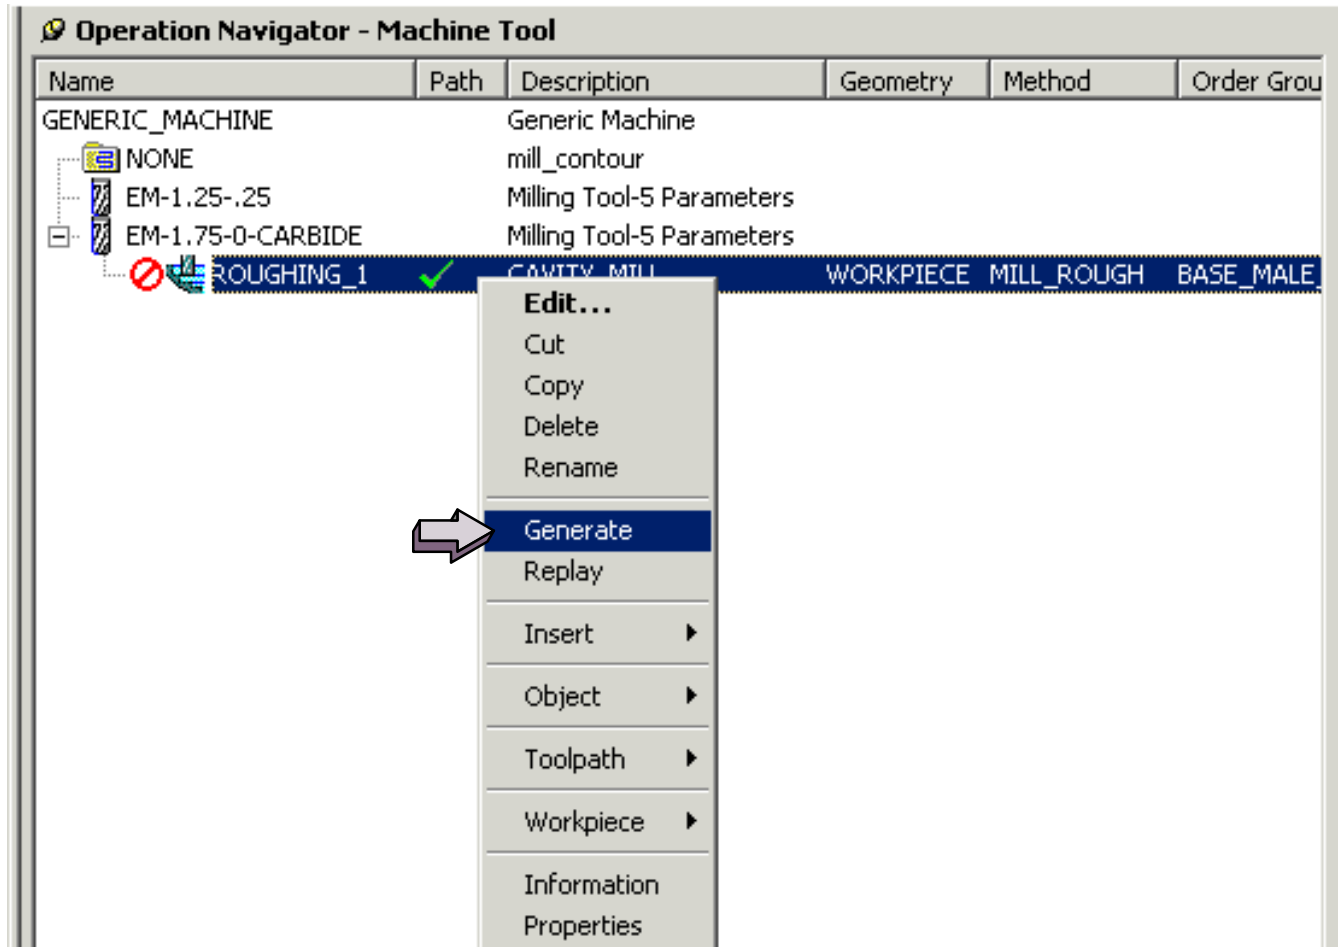 Operation Navigator - Machine Tool
Name Path Description Geometry Method Order Grou
GENERIC_MACHINE Generic Machine
NONE mill_contour
EM-1.25-.25 Milling Tool-5 Parameters
EM-1.75-0-CARBIDE Milling Tool-5 Parameters
ROUGHING_1 CAVITY_MILL WORKPIECE MILL_ROUGH BASE_MALE_
Edit...
Cut
Copy
Delete
Rename
Generate
Replay
Insert
Object
Toolpath
Workpiece
Information
Properties